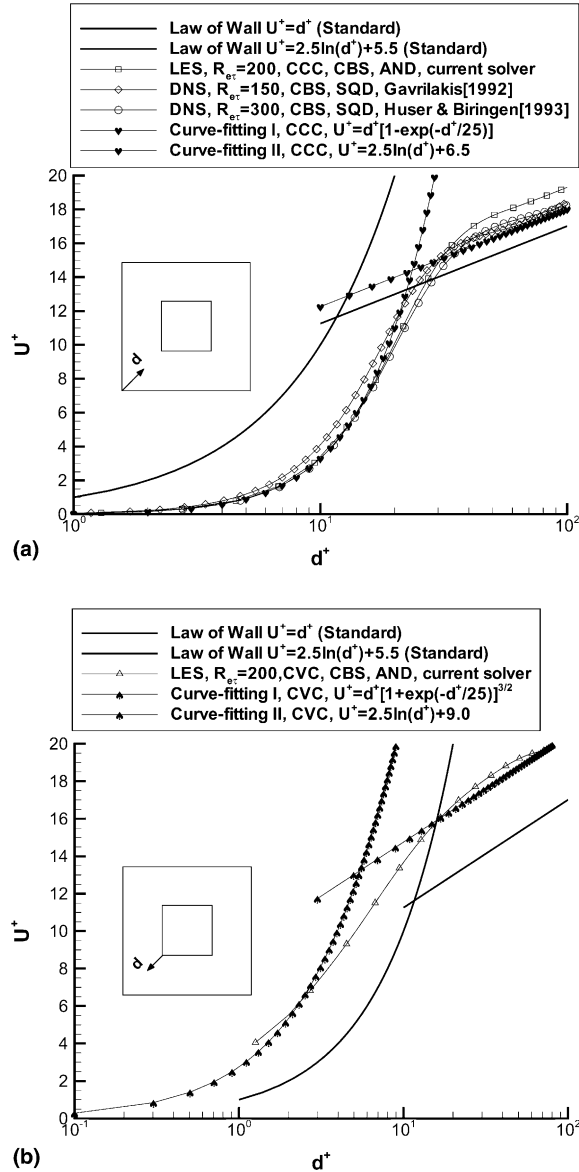 Law of Wall U⁺=d⁺ (Standard)
Law of Wall U⁺=2.5ln(d⁺)+5.5 (Standard)
LES, Reτ=200, CCC, CBS, AND, current solver
DNS, Reτ=150, CBS, SQD, Gavrilakis[1992]
DNS, Reτ=300, CBS, SQD, Huser & Biringen[1993]
Curve-fitting I, CCC, U⁺=d⁺[1-exp(-d⁺/25)]
Curve-fitting II, CCC, U⁺=2.5ln(d⁺)+6.5
20
18
16
14
12
10
8
6
4
2
0
U⁺
d
10⁰
10¹
10²
d⁺
(a)
Law of Wall U⁺=d⁺ (Standard)
Law of Wall U⁺=2.5ln(d⁺)+5.5 (Standard)
LES, Reτ=200,CVC, CBS, AND, current solver
Curve-fitting I, CVC, U⁺=d⁺[1+exp(-d⁺/25)]³/²
Curve-fitting II, CVC, U⁺=2.5ln(d⁺)+9.0
20
18
16
14
12
10
8
6
4
2
0
U⁺
d
10⁻¹
10⁰
10¹
10²
d⁺
(b)